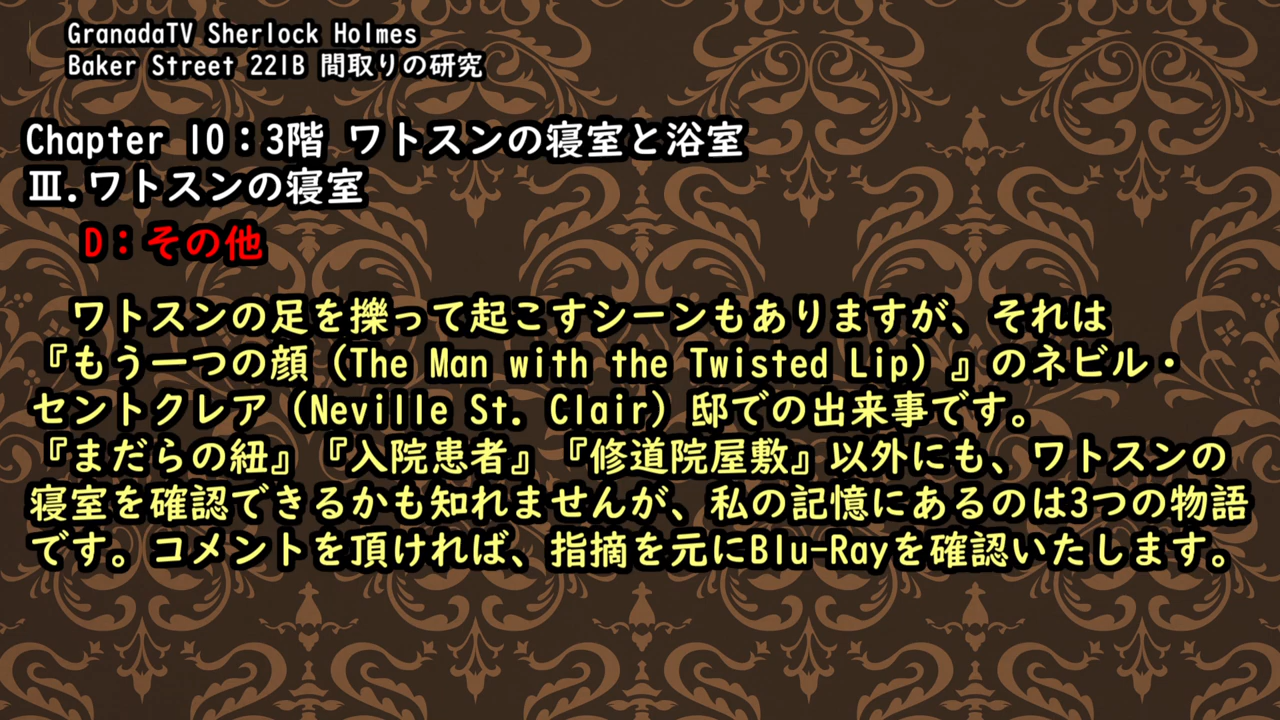 GranadaTV Sherlock Holmes
Baker Street 221B 間取りの研究
Chapter 10：3階 ワトスンの寝室と浴室
Ⅲ.ワトスンの寝室
D：その他
ワトスンの足を擽って起こすシーンもありますが、それは
『もう一つの顔（The Man with the Twisted Lip）』のネビル・
セントクレア（Neville St. Clair）邸での出来事です。
『まだらの紐』『入院患者』『修道院屋敷』以外にも、ワトスンの
寝室を確認できるかも知れませんが、私の記憶にあるのは3つの物語
です。コメントを頂ければ、指摘を元にBlu-Rayを確認いたします。